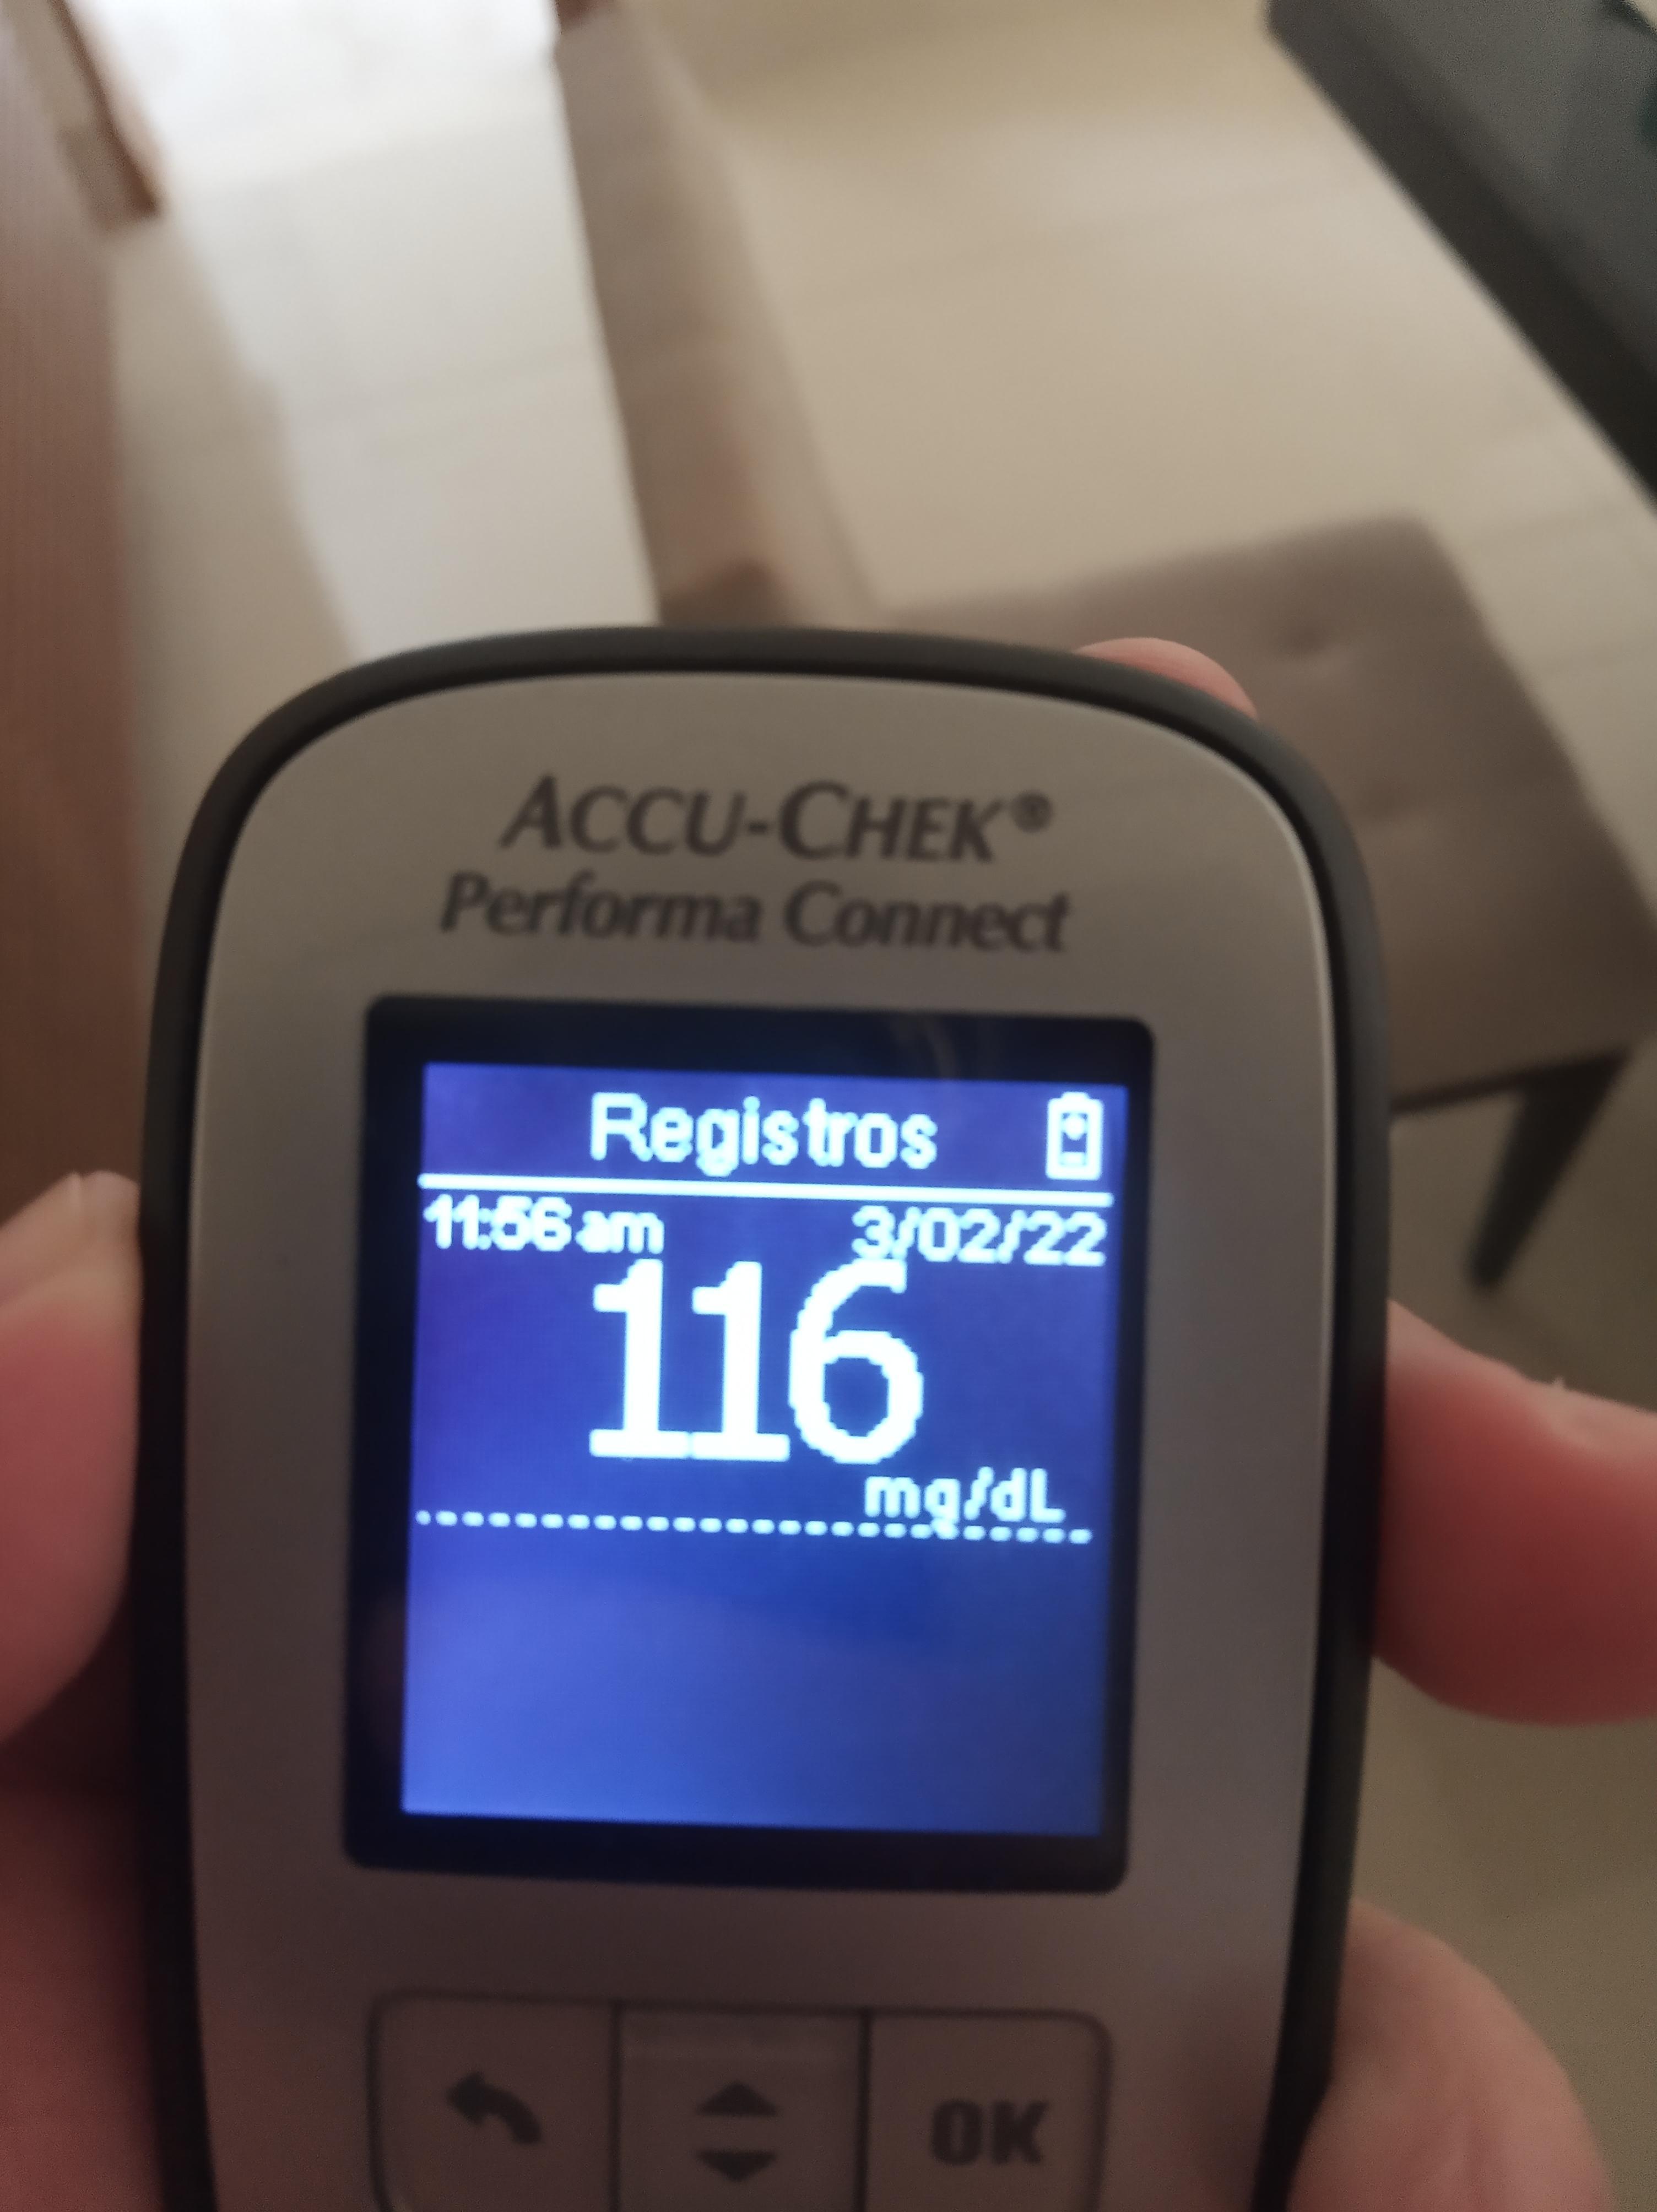 ACCU-CHEK®
Performa Connect
Registros
11:56 am 3/02/22
116
mg/dL
OK